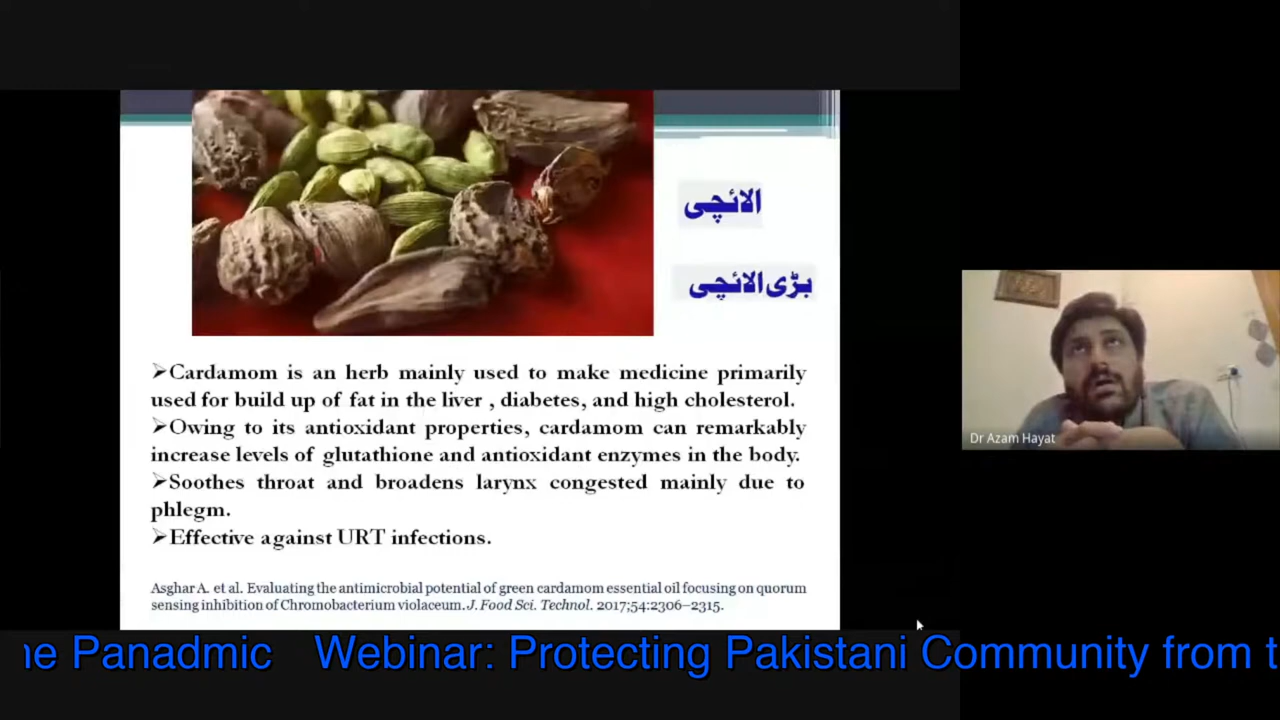 الائچی
بڑی الائچی
➢Cardamom is an herb mainly used to make medicine primarily
used for build up of fat in the liver , diabetes, and high cholesterol.
➢Owing to its antioxidant properties, cardamom can remarkably
increase levels of glutathione and antioxidant enzymes in the body.
➢Soothes throat and broadens larynx congested mainly due to
phlegm.
➢Effective against URT infections.
Asghar A. et al. Evaluating the antimicrobial potential of green cardamom essential oil focusing on quorum
sensing inhibition of Chromobacterium violaceum. J. Food Sci. Technol. 2017;54:2306–2315.
Dr Azam Hayat
Panadmic Webinar: Protecting Pakistani Community from